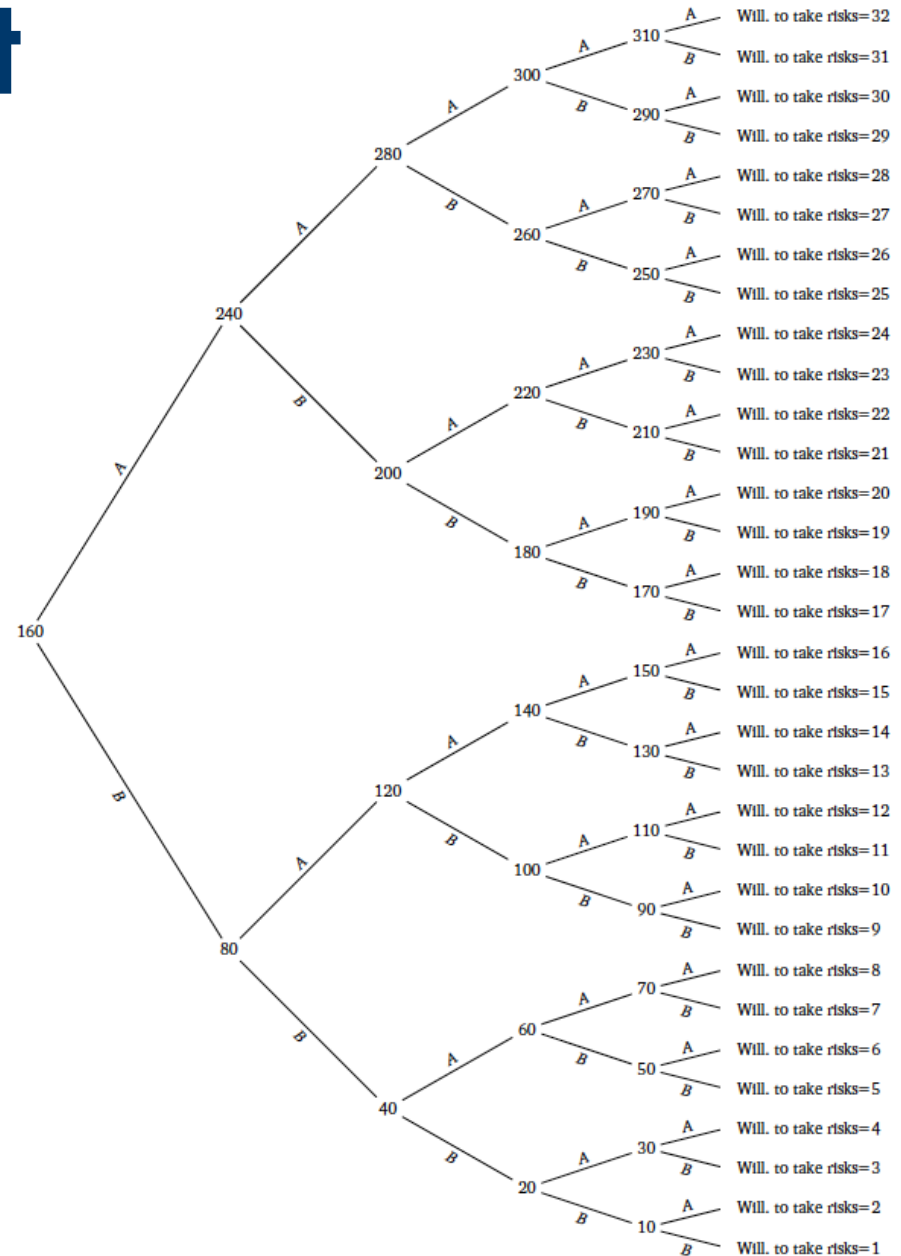 t
A Will. to take risks=32
310
A
B Will. to take risks=31
300
A Will. to take risks=30
A
B
290
B Will. to take risks=29
280
A Will. to take risks=28
270
B
A
B Will. to take risks=27
A
260
A Will. to take risks=26
B
250
B Will. to take risks=25
240
A Will. to take risks=24
230
A
B Will. to take risks=23
220
B
A Will. to take risks=22
A
B
210
B Will. to take risks=21
A
200
A Will. to take risks=20
190
B
A
B Will. to take risks=19
180
A Will. to take risks=18
B
170
B Will. to take risks=17
160
A Will. to take risks=16
150
A
B Will. to take risks=15
140
A Will. to take risks=14
A
B
130
B Will. to take risks=13
120
B
A Will. to take risks=12
110
B
A
B Will. to take risks=11
A
100
A Will. to take risks=10
B
90
B Will. to take risks=9
80
A Will. to take risks=8
70
A
B Will. to take risks=7
60
B
A Will. to take risks=6
A
B
50
B Will. to take risks=5
40
A Will. to take risks=4
30
B
A
B Will. to take risks=3
20
A Will. to take risks=2
B
10
B Will. to take risks=1